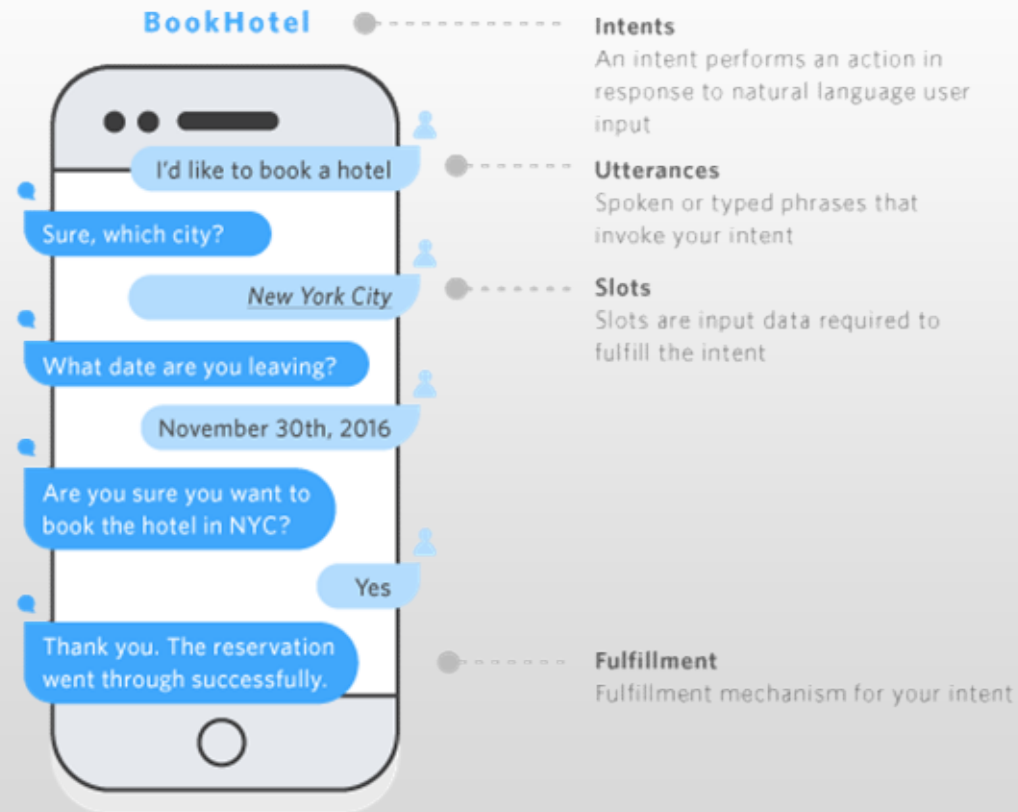 BookHotel
I'd like to book a hotel
Sure, which city?
New York City
What date are you leaving?
November 30th, 2016
Are you sure you want to
book the hotel in NYC?
Yes
Thank you. The reservation
went through successfully.
Intents
An intent performs an action in
response to natural language user
input
Utterances
Spoken or typed phrases that
invoke your intent
Slots
Slots are input data required to
fulfill the intent
Fulfillment
Fulfillment mechanism for your intent